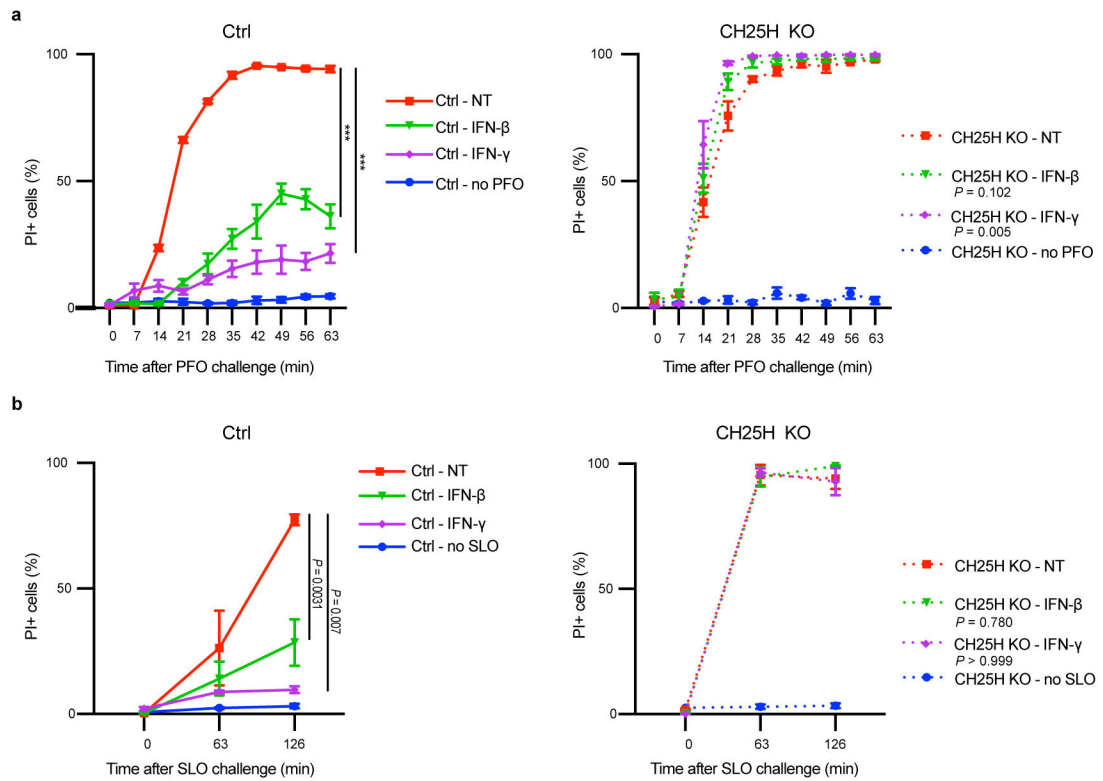 a
Ctrl
100
50
0
PI+ cells (%)
0 7 14 21 28 35 42 49 56 63
Time after PFO challenge (min)
***
***
Ctrl - NT
Ctrl - IFN-β
Ctrl - IFN-γ
Ctrl - no PFO
CH25H KO
100
50
0
PI+ cells (%)
0 7 14 21 28 35 42 49 56 63
Time after PFO challenge (min)
CH25H KO - NT
CH25H KO - IFN-β
P = 0.102
CH25H KO - IFN-γ
P = 0.005
CH25H KO - no PFO
b
Ctrl
100
50
0
PI+ cells (%)
0 63 126
Time after SLO challenge (min)
P = 0.0031
P = 0.007
Ctrl - NT
Ctrl - IFN-β
Ctrl - IFN-γ
Ctrl - no SLO
CH25H KO
100
50
0
PI+ cells (%)
0 63 126
Time after SLO challenge (min)
CH25H KO - NT
CH25H KO - IFN-β
P = 0.780
CH25H KO - IFN-γ
P > 0.999
CH25H KO - no SLO